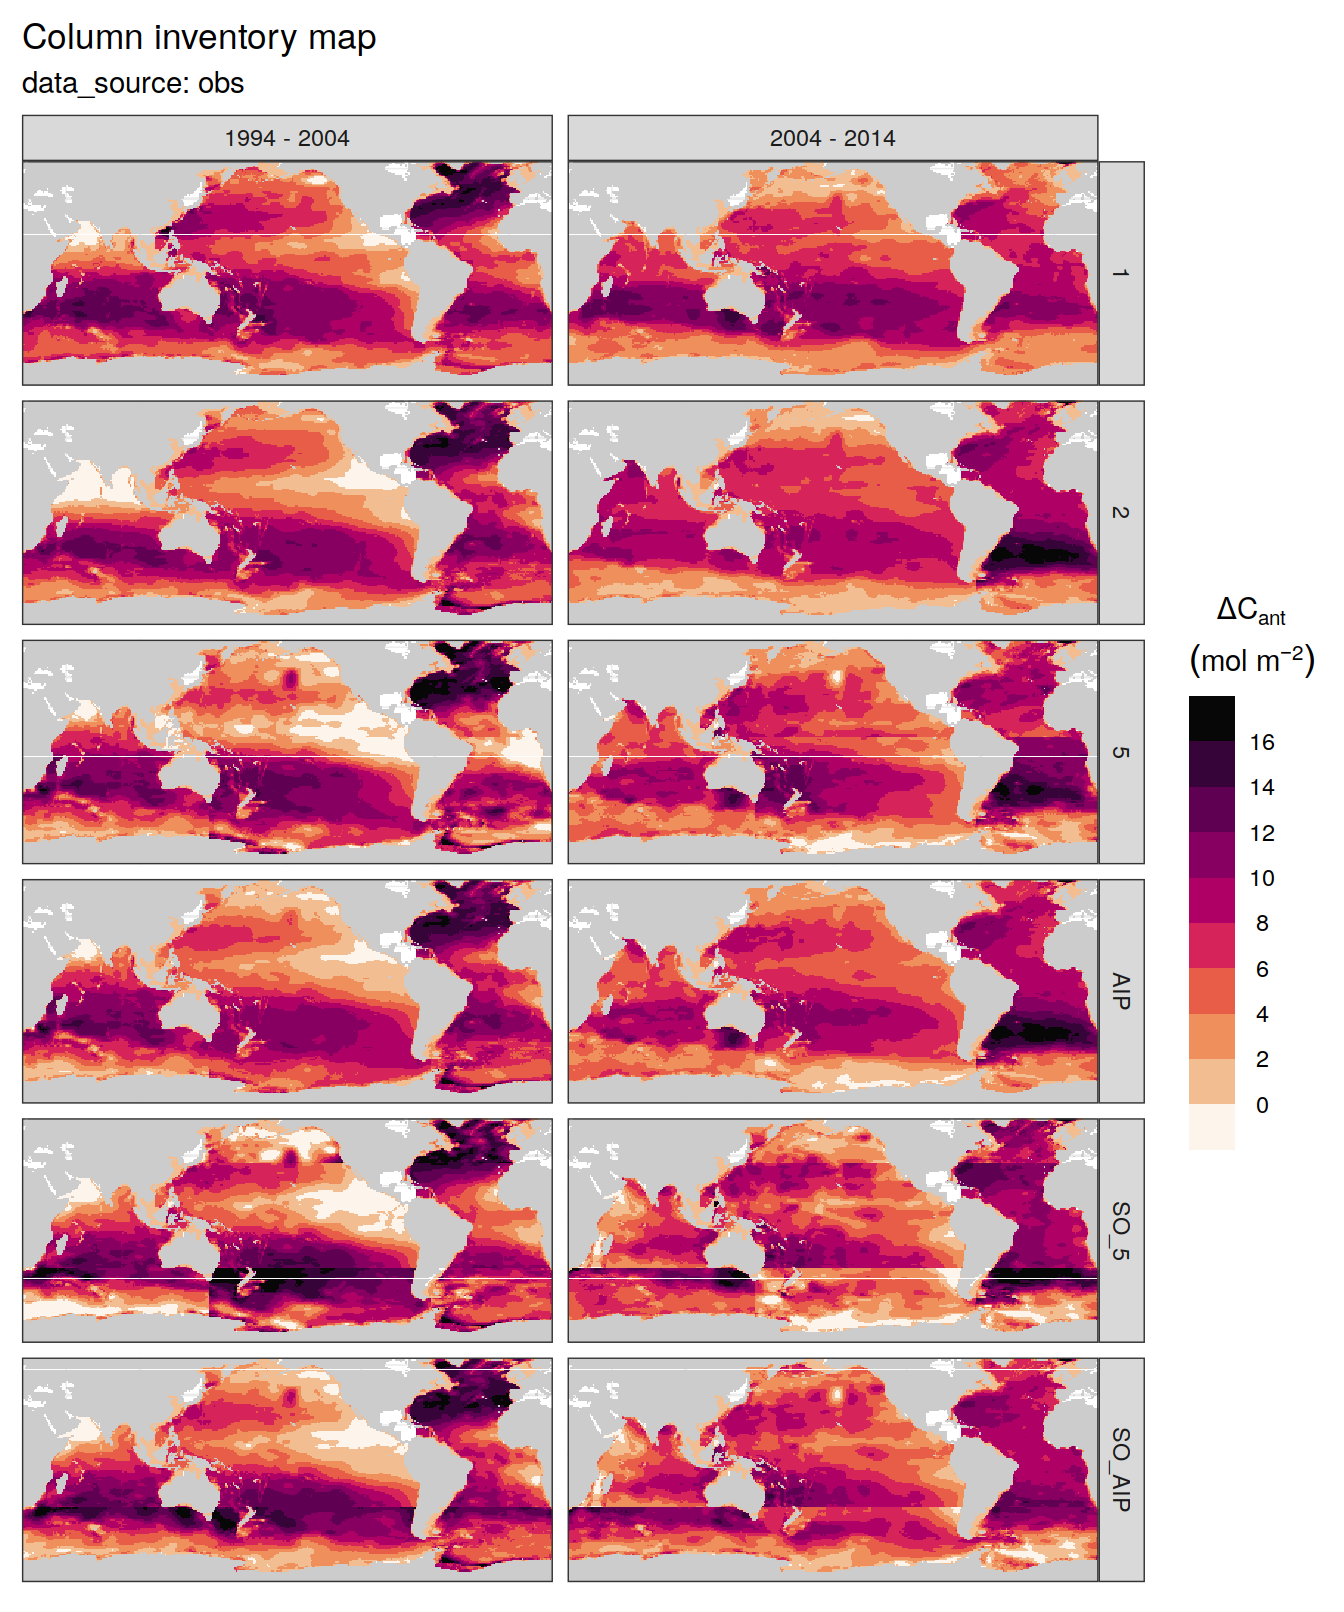 Column inventory map
data_source: obs
1994 - 2004
2004 - 2014
1
2
5
AIP
SO_5
SO_AIP
ΔCant
(mol m−2)
16
14
12
10
8
6
4
2
0